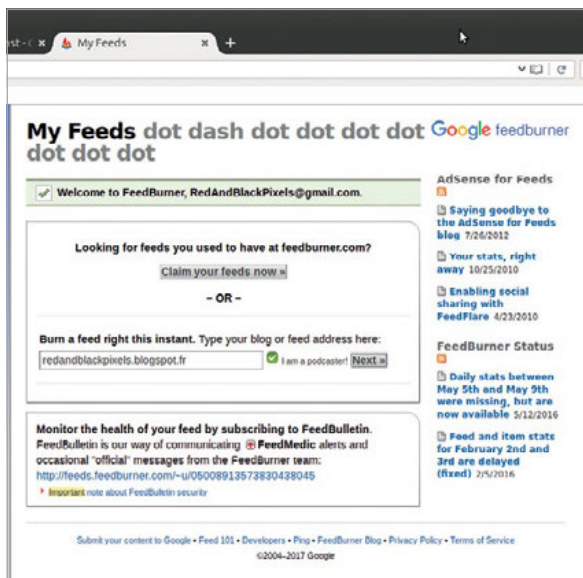 st - C × My Feeds × +
My Feeds dot dash dot dot dot dot
dot dot dot
Google feedburner
Welcome to FeedBurner, RedAndBlackPixels@gmail.com.
Looking for feeds you used to have at feedburner.com?
Claim your feeds now »
– OR –
Burn a feed right this instant. Type your blog or feed address here:
redandblackpixels.blogspot.fr I am a podcaster! Next »
Monitor the health of your feed by subscribing to FeedBulletin.
FeedBulletin is our way of communicating FeedMedic alerts and
occasional "official" messages from the FeedBurner team:
http://feeds.feedburner.com/~u/05008913573830438045
Important note about FeedBulletin security
AdSense for Feeds
Saying goodbye to
the AdSense for Feeds
blog 7/26/2012
Your stats, right
away 10/25/2010
Enabling social
sharing with
FeedFlare 4/23/2010
FeedBurner Status
Daily stats between
May 5th and May 9th
were missing, but are
now available 5/12/2016
Feed and item stats
for February 2nd and
3rd are delayed
(fixed) 2/5/2016
Submit your content to Google • Feed 101 • Developers • Ping • FeedBurner Blog • Privacy Policy • Terms of Service
©2004–2017 Google